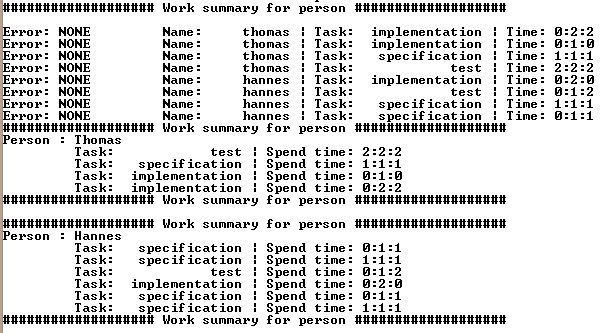 ################### Work summary for person ###################
Error: NONE         Name:     thomas ¦ Task:  implementation ¦ Time: 0:2:2
Error: NONE         Name:     thomas ¦ Task:  implementation ¦ Time: 0:1:0
Error: NONE         Name:     thomas ¦ Task:   specification ¦ Time: 1:1:1
Error: NONE         Name:     thomas ¦ Task:            test ¦ Time: 2:2:2
Error: NONE         Name:     hannes ¦ Task:  implementation ¦ Time: 0:2:0
Error: NONE         Name:     hannes ¦ Task:            test ¦ Time: 0:1:2
Error: NONE         Name:     hannes ¦ Task:   specification ¦ Time: 1:1:1
Error: NONE         Name:     hannes ¦ Task:   specification ¦ Time: 0:1:1
################### Work summary for person ###################
Person : Thomas
         Task:            test ¦ Spend time: 2:2:2
         Task:   specification ¦ Spend time: 1:1:1
         Task:  implementation ¦ Spend time: 0:1:0
         Task:  implementation ¦ Spend time: 0:2:2
################### Work summary for person ###################
################### Work summary for person ###################
Person : Hannes
         Task:   specification ¦ Spend time: 0:1:1
         Task:   specification ¦ Spend time: 1:1:1
         Task:            test ¦ Spend time: 0:1:2
         Task:  implementation ¦ Spend time: 0:2:0
         Task:   specification ¦ Spend time: 0:1:1
         Task:   specification ¦ Spend time: 1:1:1
################### Work summary for person ###################